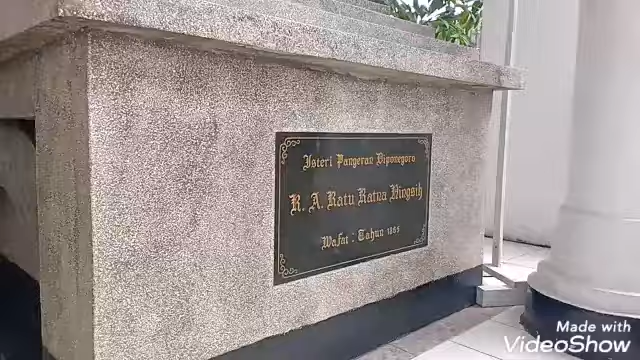 Isteri Pangeran Diponegoro
R. A. Ratu Ratna Ningsih
Wafat : Tahun 1865
Made with
VideoShow